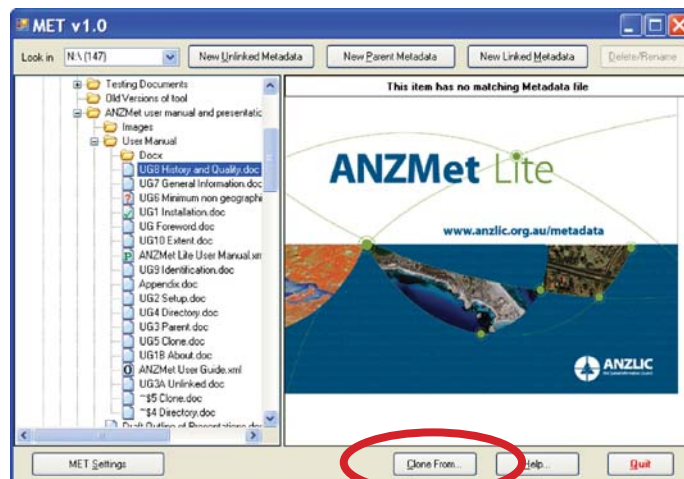 MET v1.0
Look in N:\ (147) New Unlinked Metadata New Parent Metadata New Linked Metadata Delete/Rename
Testing Documents
Old Versions of tool
ANZMet user manual and presentatic
Images
User Manual
Docx
UG8 History and Quality.doc
UG7 General Information.doc
UG6 Minimum non geographi
UG1 Installation.doc
UG Foreword.doc
UG10 Extent.doc
ANZMet Lite User Manual.xm
UG9 Identification.doc
Appendix.doc
UG2 Setup.doc
UG4 Directory.doc
UG3 Parent.doc
UG5 Clone.doc
UG1B About.doc
ANZMet User Guide.xml
UG3A Unlinked.doc
~$5 Clone.doc
~$4 Directory.doc
Draft Outline of Presentations.doc
This item has no matching Metadata file
ANZMet Lite
www.anzlic.org.au/metadata
ANZLIC
MET Settings Clone From... Help... Quit